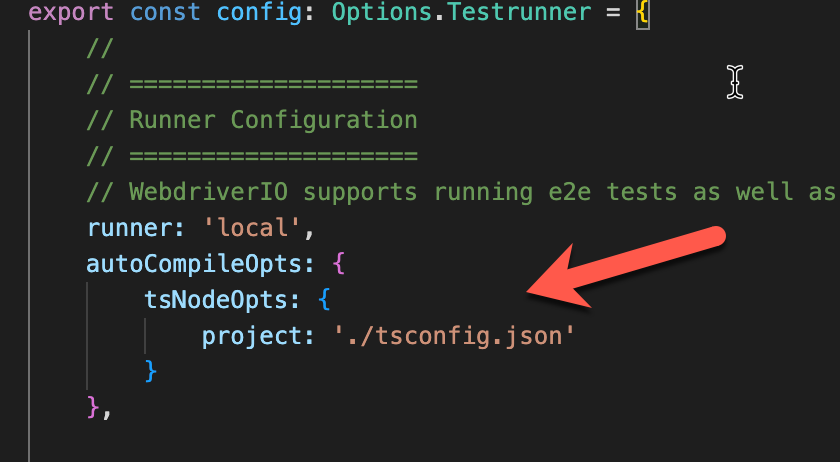 export const config: Options.Testrunner = {
//
// ====================
// Runner Configuration
// ====================
// WebdriverIO supports running e2e tests as well as
runner: 'local',
autoCompileOpts: {
tsNodeOpts: {
project: './tsconfig.json'
}
},